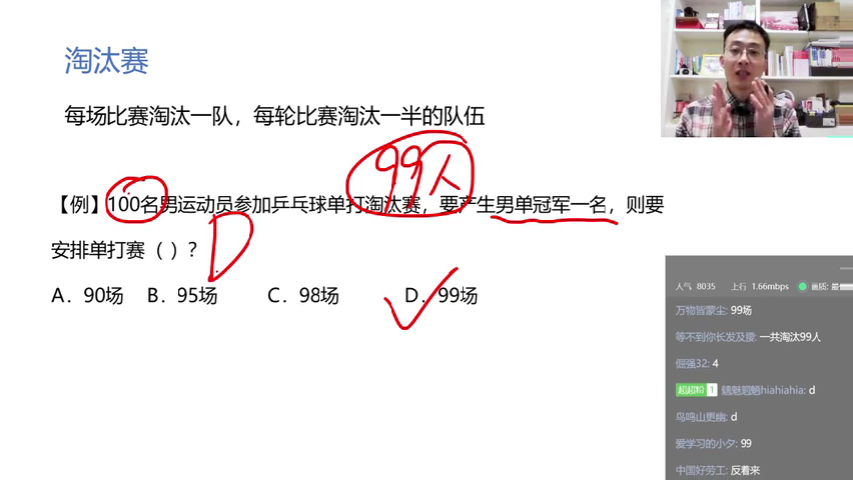 淘汰赛
每场比赛淘汰一队，每轮比赛淘汰一半的队伍
99人
【例】100名男运动员参加乒乓球单打淘汰赛，要产生男单冠军一名，则要
安排单打赛（ ）？
D
A．90场 B．95场 C．98场 D．99场
人气 8035 上行 1.66mbps 画质: 最
万物皆蒙尘: 99场
等不到你长发及腰: 一共淘汰99人
倔强32: 4
超超粉 1 魑魅魍魉hiahiahia: d
鸟鸣山更幽: d
爱学习的小夕: 99
中国好劳工: 反看来